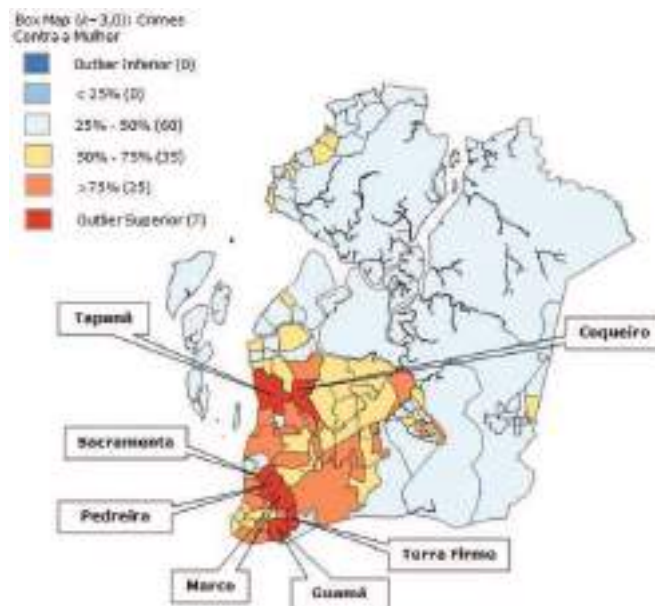 Box Map (k=3,0): Crimes
Contra a Mulher
Outlier Inferior (0)
< 25% (0)
25% - 50% (60)
50% - 75% (35)
>75% (25)
Outlier Superior (7)
Tapanã
Coqueiro
Sacramenta
Pedreira
Terra Firme
Marco
Guamá